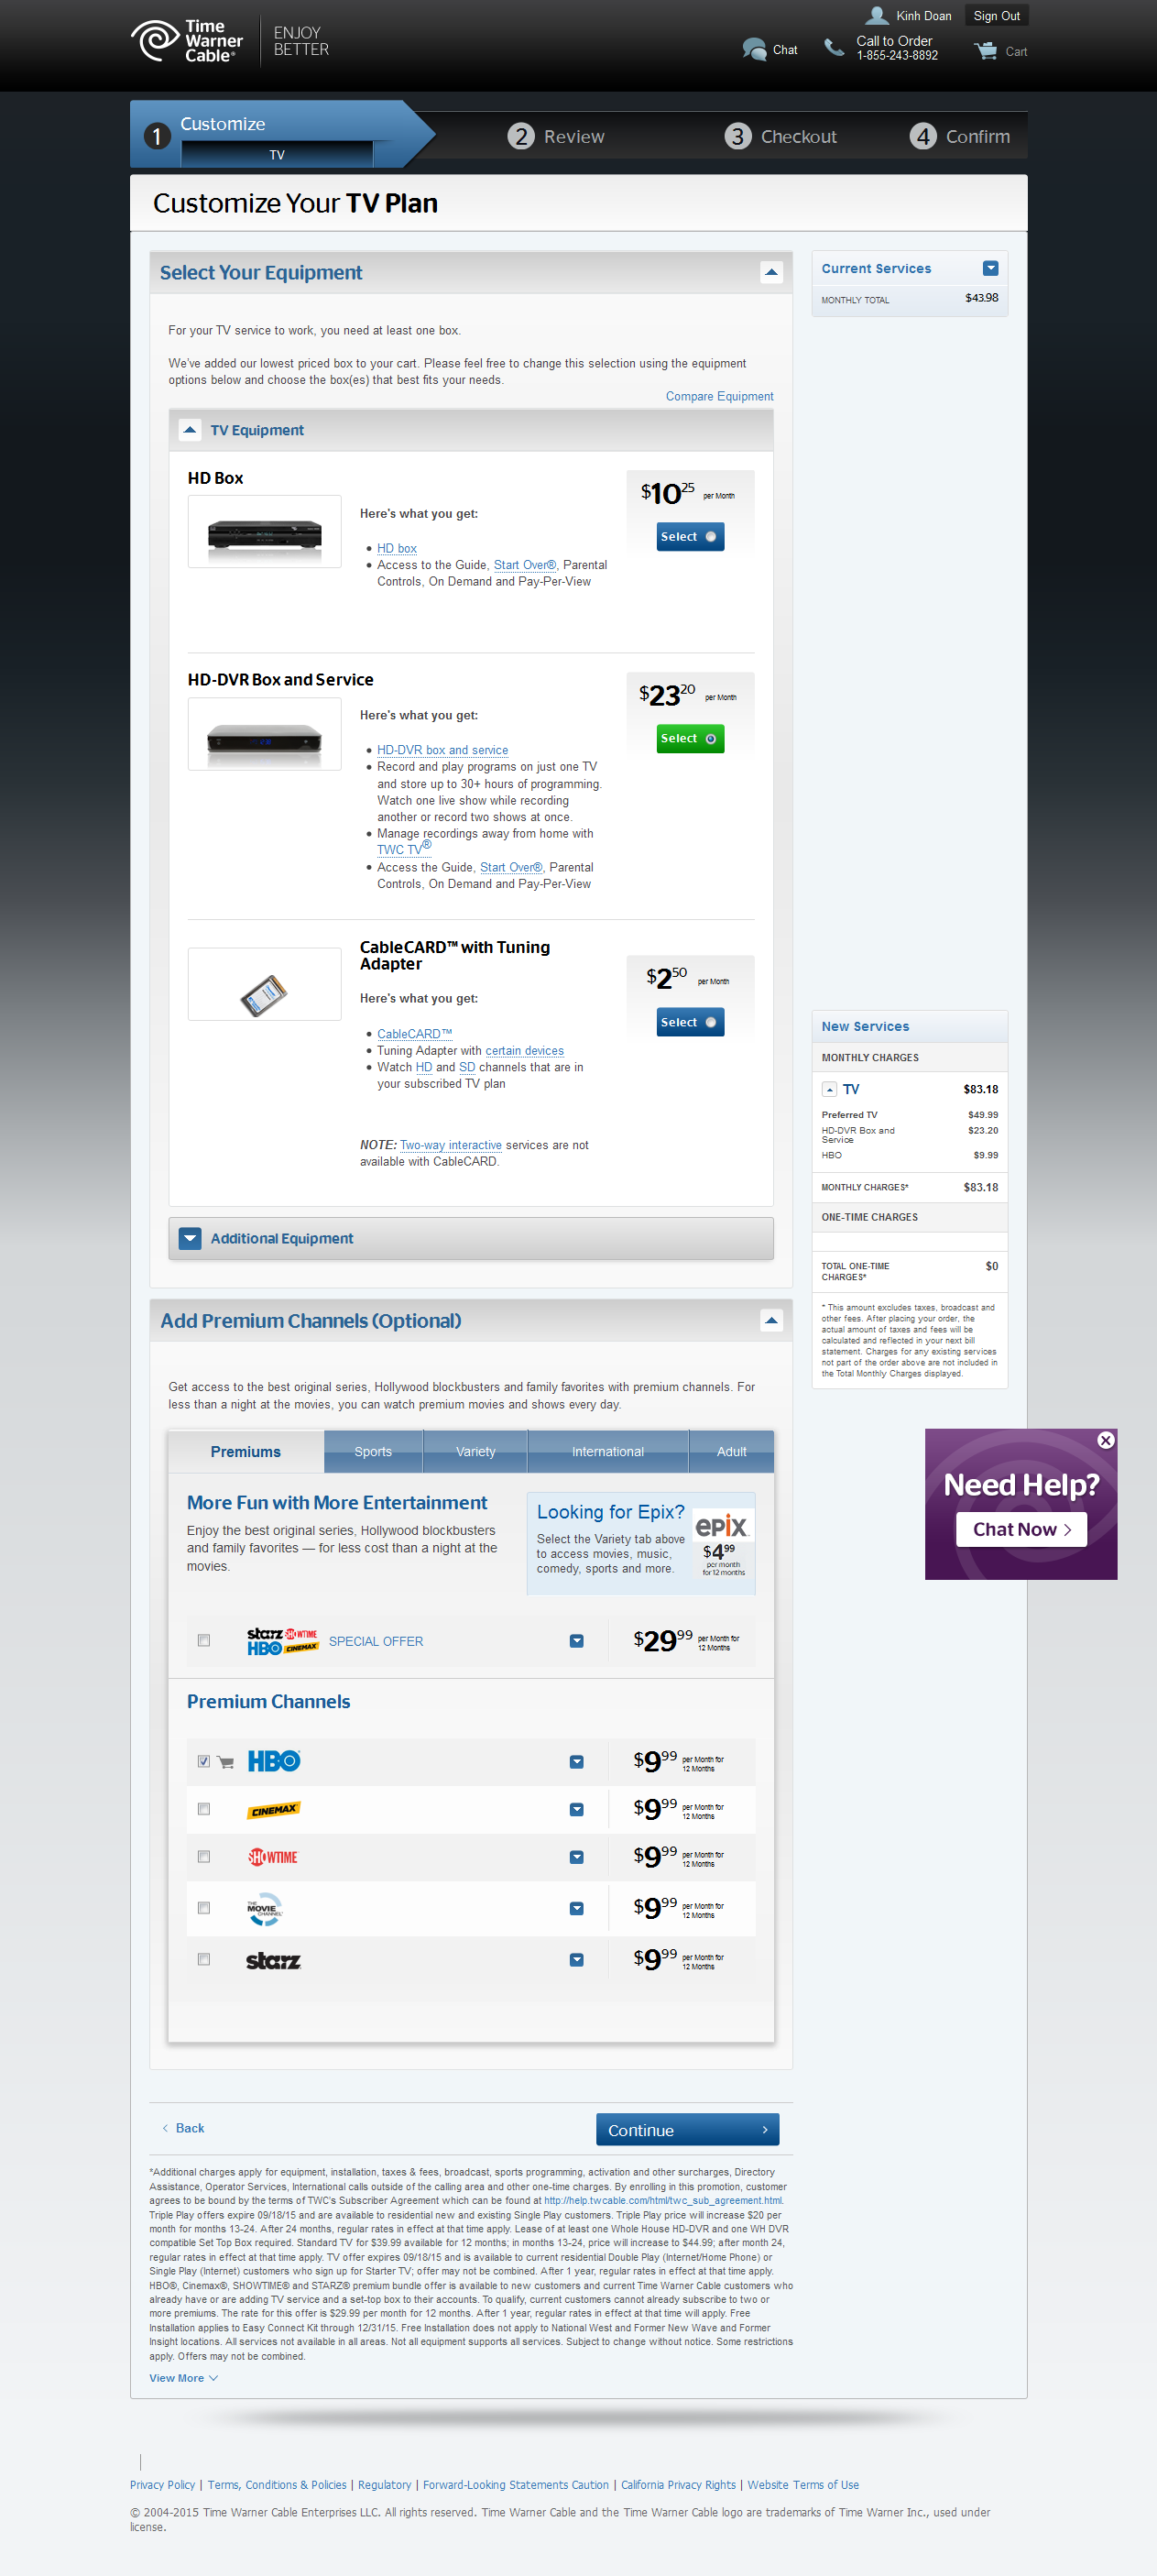 Time
Warner
Cable®
ENJOY
BETTER
Kinh Doan
Sign Out
Chat
Call to Order
1-855-243-8892
Cart
1 Customize
TV
2 Review
3 Checkout
4 Confirm
Customize Your TV Plan
Select Your Equipment
For your TV service to work, you need at least one box.
We've added our lowest priced box to your cart. Please feel free to change this selection using the equipment
options below and choose the box(es) that best fits your needs.
Compare Equipment
TV Equipment
HD Box
$10 25 per Month
Select
Here's what you get:
HD box
Access to the Guide, Start Over®, Parental
Controls, On Demand and Pay-Per-View
HD-DVR Box and Service
$23 20 per Month
Select
Here's what you get:
HD-DVR box and service
Record and play programs on just one TV
and store up to 30+ hours of programming.
Watch one live show while recording
another or record two shows at once.
Manage recordings away from home with
TWC TV®
Access the Guide, Start Over®, Parental
Controls, On Demand and Pay-Per-View
CableCARD™ with Tuning
Adapter
$2 50 per Month
Select
Here's what you get:
CableCARD™
Tuning Adapter with certain devices
Watch HD and SD channels that are in
your subscribed TV plan
NOTE: Two-way interactive services are not
available with CableCARD.
Additional Equipment
Add Premium Channels (Optional)
Get access to the best original series, Hollywood blockbusters and family favorites with premium channels. For
less than a night at the movies, you can watch premium movies and shows every day.
Premiums
Sports
Variety
International
Adult
More Fun with More Entertainment
Enjoy the best original series, Hollywood blockbusters
and family favorites — for less cost than a night at the
movies.
Looking for Epix?
Select the Variety tab above
to access movies, music,
comedy, sports and more.
epix
$4 99
per month
for 12 months
starz SHOWTIME
HBO CINEMAX
SPECIAL OFFER
$29 99 per Month for
12 Months
Premium Channels
HBO
$9 99 per Month for
12 Months
CINEMAX
$9 99 per Month for
12 Months
SHOWTIME
$9 99 per Month for
12 Months
THE
MOVIE
CHANNEL
$9 99 per Month for
12 Months
starz
$9 99 per Month for
12 Months
Back
Continue
Current Services
MONTHLY TOTAL $43.98
New Services
MONTHLY CHARGES
TV $83.18
Preferred TV $49.99
HD-DVR Box and
Service
$23.20
HBO $9.99
MONTHLY CHARGES* $83.18
ONE-TIME CHARGES
TOTAL ONE-TIME
CHARGES*
$0
* This amount excludes taxes, broadcast and
other fees. After placing your order, the
actual amount of taxes and fees will be
calculated and reflected in your next bill
statement. Charges for any existing services
not part of the order above are not included in
the Total Monthly Charges displayed.
Need Help?
Chat Now
*Additional charges apply for equipment, installation, taxes & fees, broadcast, sports programming, activation and other surcharges, Directory
Assistance, Operator Services, International calls outside of the calling area and other one-time charges. By enrolling in this promotion, customer
agrees to be bound by the terms of TWC's Subscriber Agreement which can be found at http://help.twcable.com/html/twc_sub_agreement.html.
Triple Play offers expire 09/18/15 and are available to residential new and existing Single Play customers. Triple Play price will increase $20 per
month for months 13-24. After 24 months, regular rates in effect at that time apply. Lease of at least one Whole House HD-DVR and one WH DVR
compatible Set Top Box required. Standard TV for $39.99 available for 12 months; in months 13-24, price will increase to $44.99; after month 24,
regular rates in effect at that time apply. TV offer expires 09/18/15 and is available to current residential Double Play (Internet/Home Phone) or
Single Play (Internet) customers who sign up for Starter TV; offer may not be combined. After 1 year, regular rates in effect at that time apply.
HBO®, Cinemax®, SHOWTIME® and STARZ® premium bundle offer is available to new customers and current Time Warner Cable customers who
already have or are adding TV service and a set-top box to their accounts. To qualify, current customers cannot already subscribe to two or
more premiums. The rate for this offer is $29.99 per month for 12 months. After 1 year, regular rates in effect at that time will apply. Free
Installation applies to Easy Connect Kit through 12/31/15. Free Installation does not apply to National West and Former New Wave and Former
Insight locations. All services not available in all areas. Not all equipment supports all services. Subject to change without notice. Some restrictions
apply. Offers may not be combined.
View More
Privacy Policy | Terms, Conditions & Policies | Regulatory | Forward-Looking Statements Caution | California Privacy Rights | Website Terms of Use
© 2004-2015 Time Warner Cable Enterprises LLC. All rights reserved. Time Warner Cable and the Time Warner Cable logo are trademarks of Time Warner Inc., used under
license.